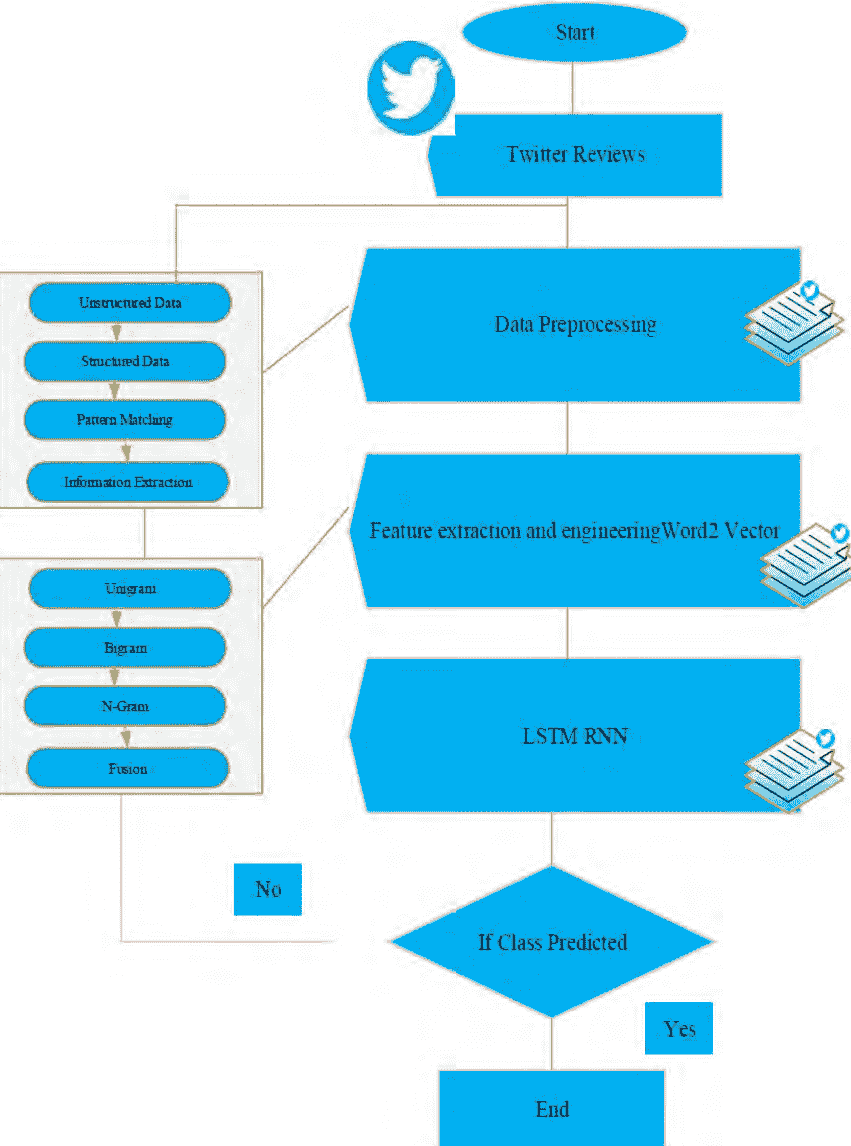 Start
Twitter Reviews
Unstructured Data
Structured Data
Pattern Matching
Information Extraction
Data Preprocessing
Feature extraction and engineeringWord2 Vector
Unigram
Bigram
N-Gram
Fusion
LSTM RNN
No
If Class Predicted
Yes
End